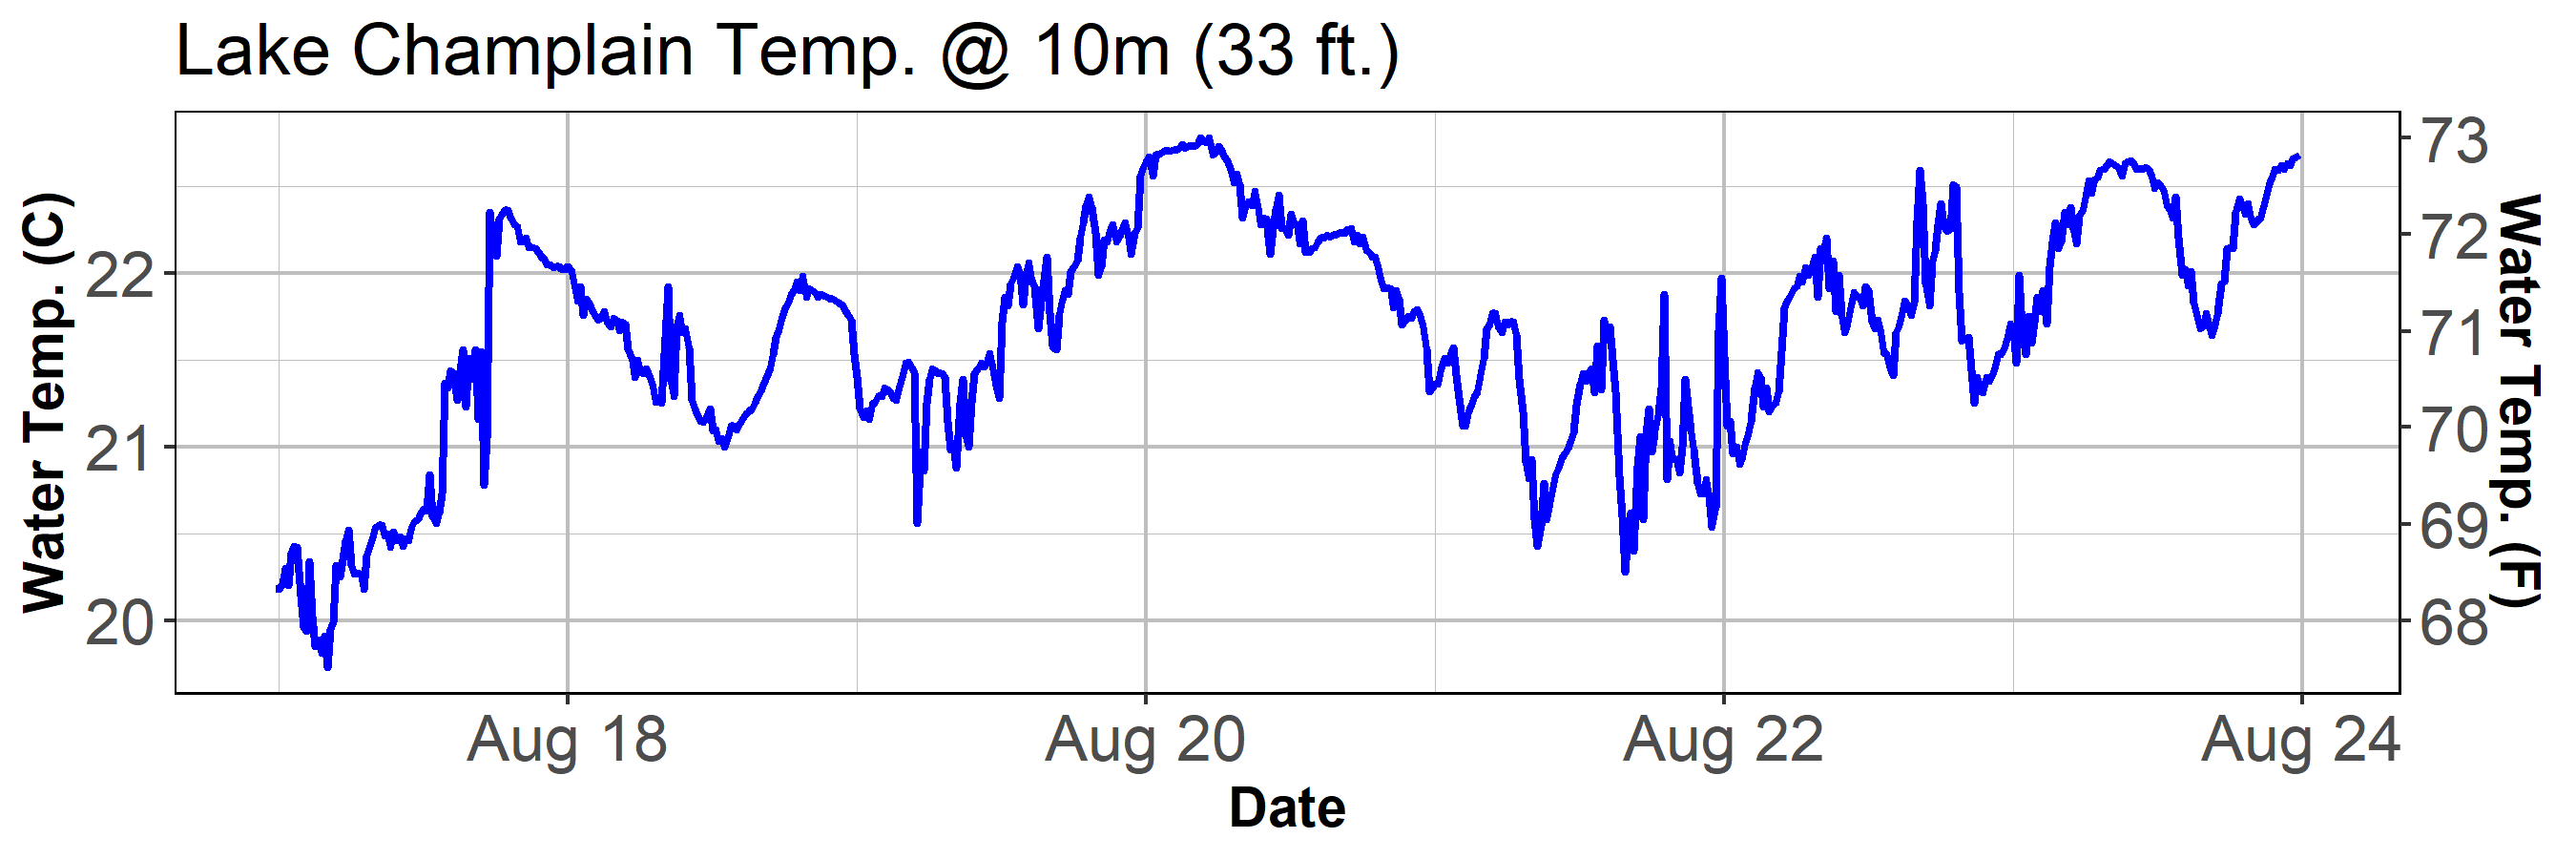 Lake Champlain Temp. @ 10m (33 ft.)
Water Temp. (C)
22
21
20
73
72
71
70
69
68
Water Temp. (F)
Aug 18
Aug 20
Aug 22
Aug 24
Date